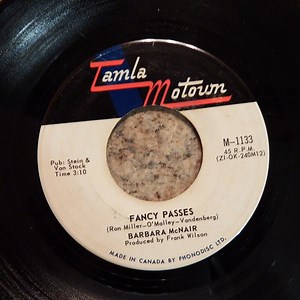 Tamla
Motown
Pub: Stein &
Van Stock
Time 3:10
M-1133
45 R.P.M.
(ZI-OK-240M12)
FANCY PASSES
(Ron Miller-O'Malley-Vandenberg)
BARBARA McNAIR
Produced by Frank Wilson
MADE IN CANADA BY PHONODISC LTD.